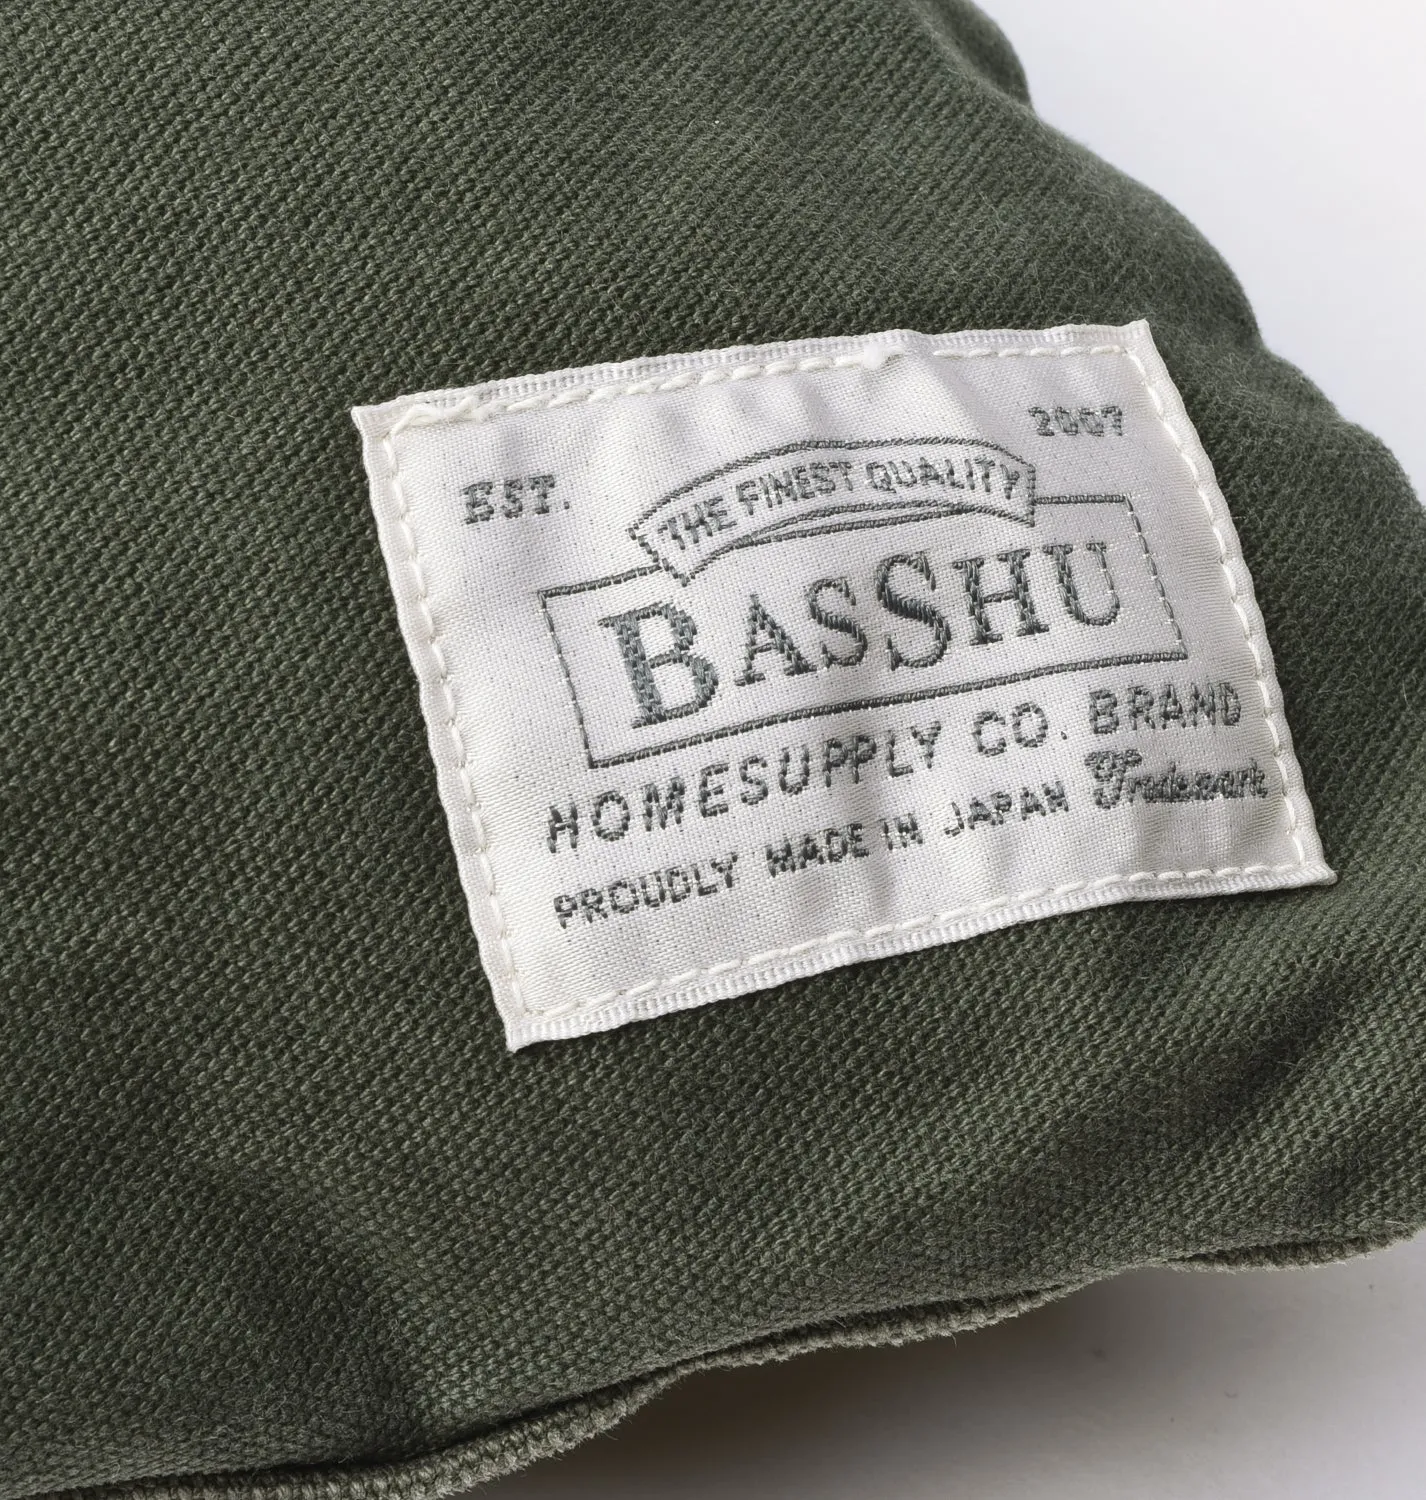 EST. 2007
THE FINEST QUALITY
BASSHU
HOMESUPPLY CO. BRAND
PROUDLY MADE IN JAPAN Trademark